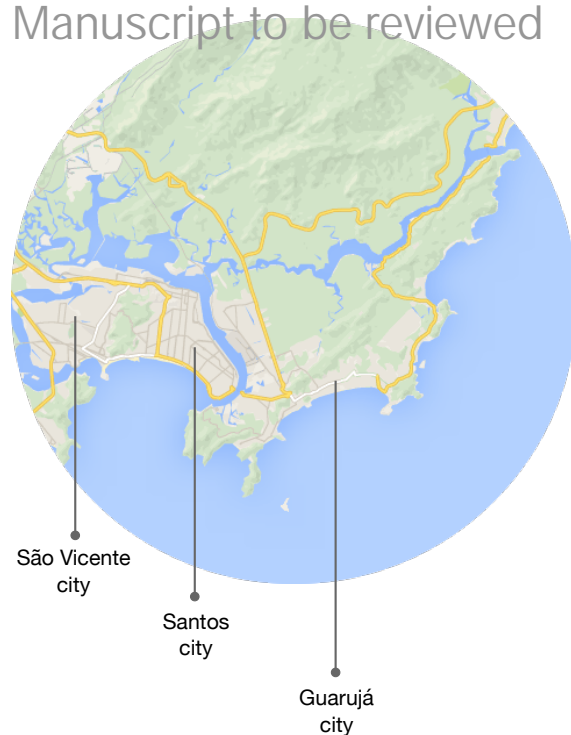 Manuscript to be reviewed
São Vicente
city
Santos
city
Guarujá
city